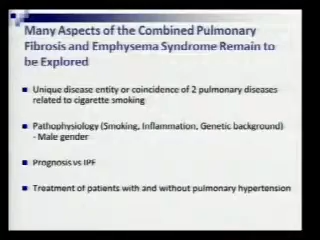 Many Aspects of the Combined Pulmonary
Fibrosis and Emphysema Syndrome Remain to
be Explored
Unique disease entity or coincidence of 2 pulmonary diseases
related to cigarette smoking
Pathophysiology (Smoking, Inflammation, Genetic background)
- Male gender
Prognosis vs IPF
Treatment of patients with and without pulmonary hypertension